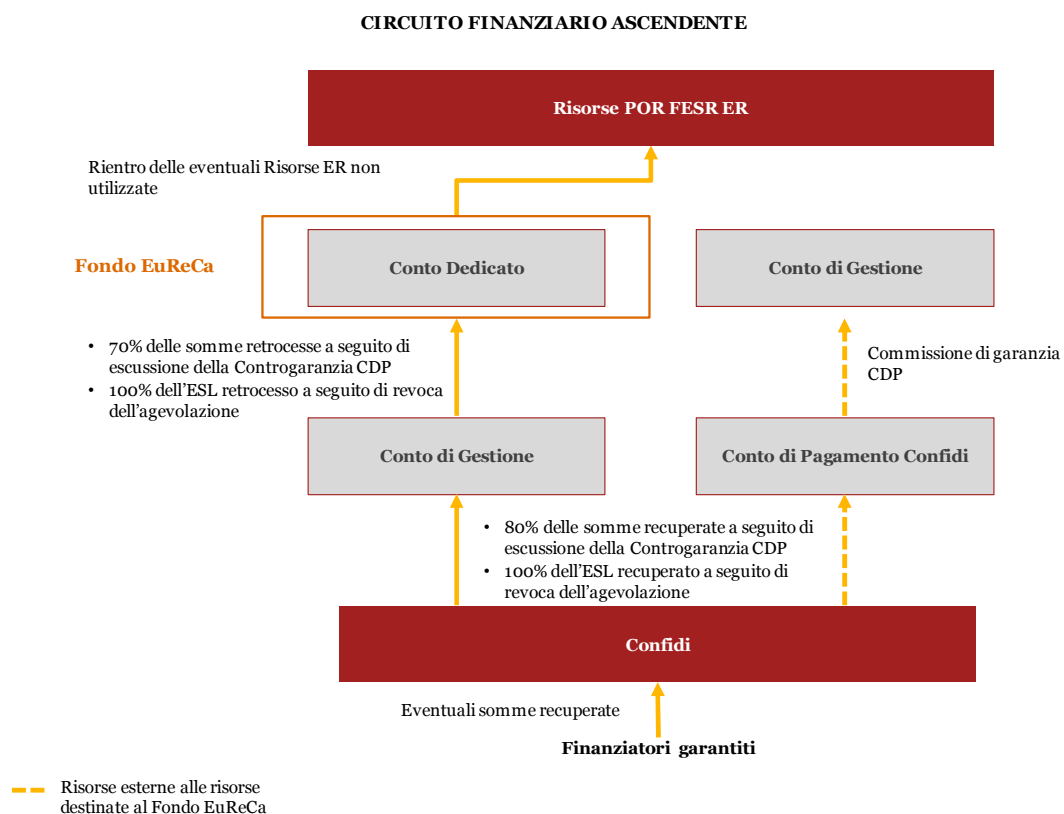 CIRCUITO FINANZIARIO ASCENDENTE
Risorse POR FESR ER
Rientro delle eventuali Risorse ER non
utilizzate
Fondo EuReCa
Conto Dedicato
Conto di Gestione
• 70% delle somme retrocesse a seguito di
escussione della Controgaranzia CDP
• 100% dell’ESL retrocesso a seguito di revoca
dell’agevolazione
Commissione di garanzia
CDP
Conto di Gestione
Conto di Pagamento Confidi
• 80% delle somme recuperate a seguito di
escussione della Controgaranzia CDP
• 100% dell’ESL recuperato a seguito di
revoca dell’agevolazione
Confidi
Eventuali somme recuperate
Finanziatori garantiti
Risorse esterne alle risorse
destinate al Fondo EuReCa